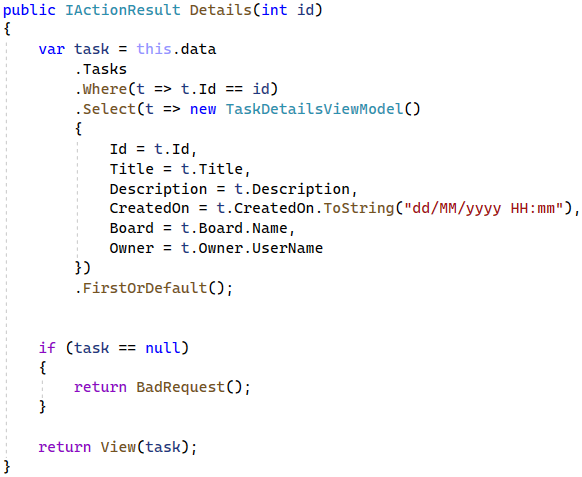 public IActionResult Details(int id)
{
    var task = this.data
        .Tasks
        .Where(t => t.Id == id)
        .Select(t => new TaskDetailsViewModel()
        {
            Id = t.Id,
            Title = t.Title,
            Description = t.Description,
            CreatedOn = t.CreatedOn.ToString("dd/MM/yyyy HH:mm"),
            Board = t.Board.Name,
            Owner = t.Owner.UserName
        })
        .FirstOrDefault();

    if (task == null)
    {
        return BadRequest();
    }

    return View(task);
}